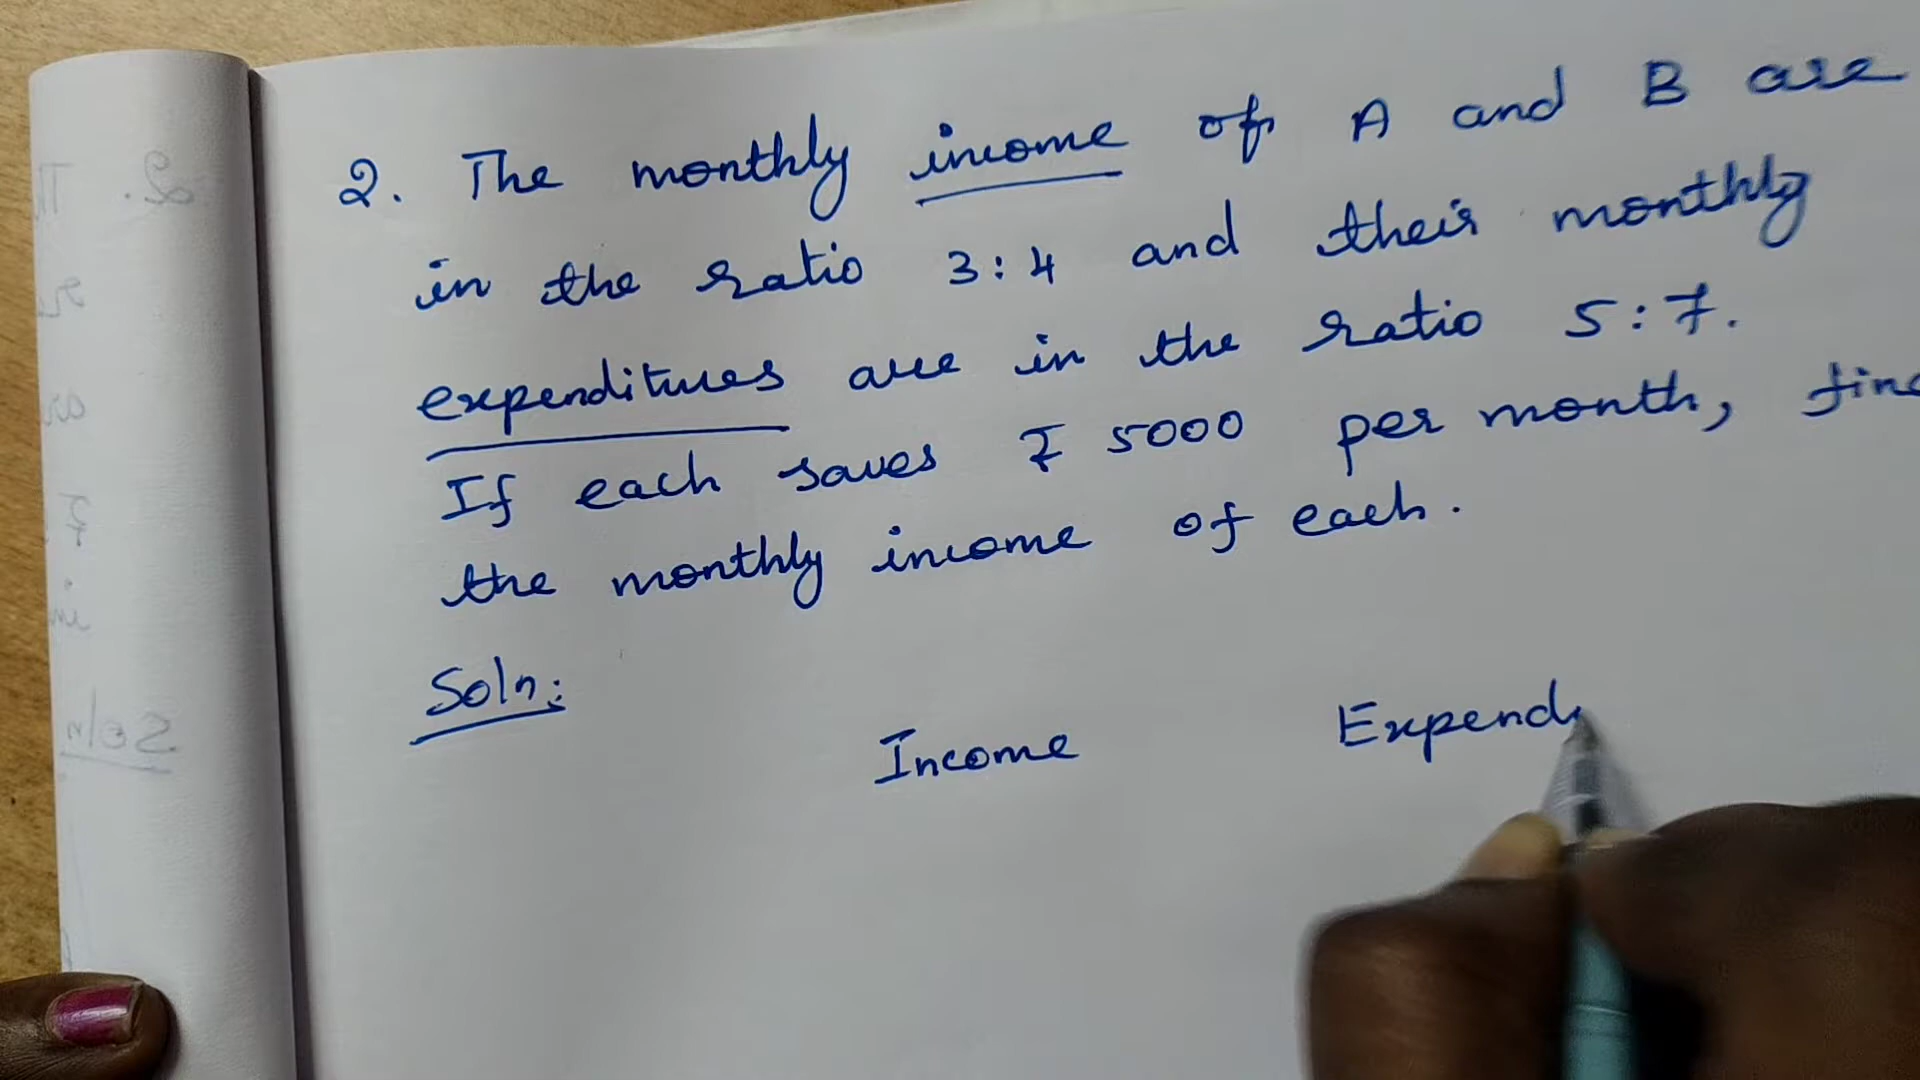 2. The monthly income of A and B are
in the ratio 3:4 and their monthly
expenditures are in the ratio 5:7.
If each saves ₹ 5000 per month, find
the monthly income of each.
Soln:
Income Expendi